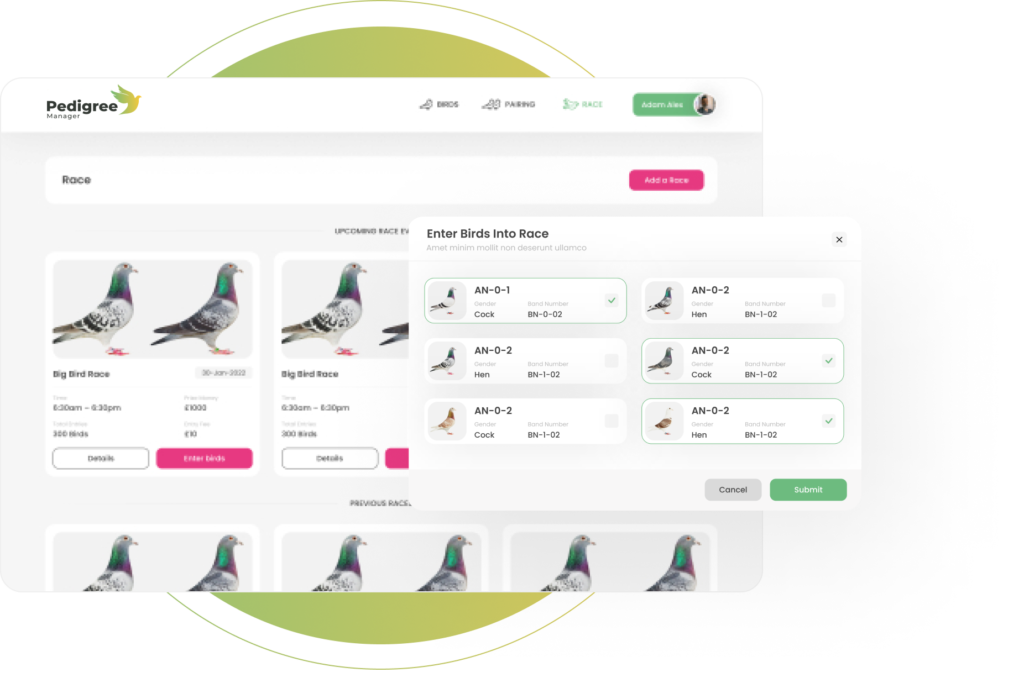 Pedigree
Manager
BIRDS
PAIRING
RACE
Adam Alex
Race
Add a Race
UPCOMING RACE EV
Big Bird Race
30-Jan-2022
Time
Prize Money
6:30am – 6:30pm
£1000
Total Entries
Entry Fee
300 Birds
£10
Details
Enter birds
Big Bird Race
Time
6:30am – 6:30pm
Total Entries
300 Birds
Details
PREVIOUS RACE
Enter Birds Into Race
Amet minim mollit non deserunt ullamco
AN-0-1
Gender
Band Number
Cock
BN-0-02
AN-0-2
Gender
Band Number
Hen
BN-1-02
AN-0-2
Gender
Band Number
Hen
BN-1-02
AN-0-2
Gender
Band Number
Cock
BN-1-02
AN-0-2
Gender
Band Number
Cock
BN-1-02
AN-0-2
Gender
Band Number
Hen
BN-1-02
Cancel
Submit